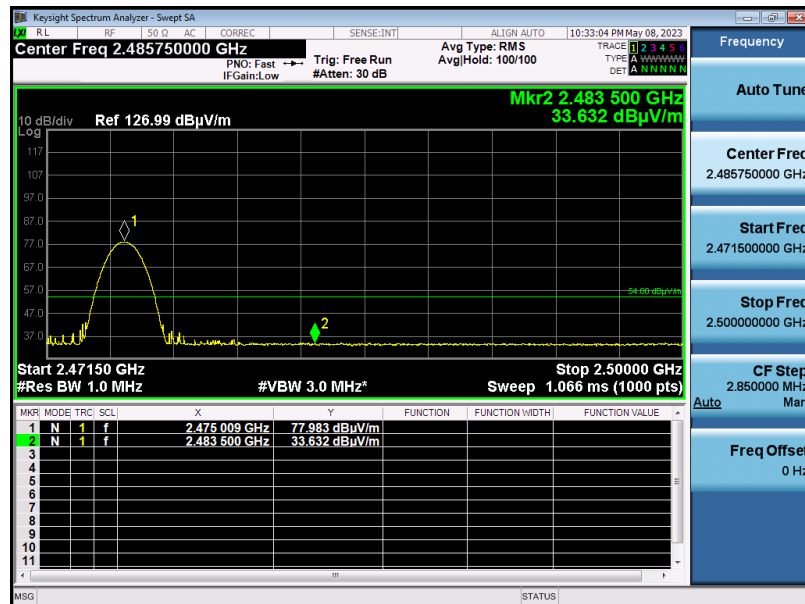 Keysight Spectrum Analyzer - Swept SA
LXI RL RF 50 Ω AC CORREC SENSE:INT ALIGN AUTO 10:33:04 PM May 08, 2023
Center Freq 2.485750000 GHz
PNO: Fast
IFGain:Low
Trig: Free Run
#Atten: 30 dB
Avg Type: RMS
Avg|Hold: 100/100
TRACE 1 2 3 4 5 6
TYPE A WWWWW
DET A N N N N N
Mkr2 2.483 500 GHz
33.632 dBµV/m
10 dB/div Ref 126.99 dBµV/m
Log
117
107
97.0
87.0
77.0
67.0
57.0
47.0
37.0
1
2
54.00 dBµV/m
Start 2.47150 GHz Stop 2.50000 GHz
#Res BW 1.0 MHz #VBW 3.0 MHz* Sweep 1.066 ms (1000 pts)
MKR MODE TRC SCL X Y FUNCTION FUNCTION WIDTH FUNCTION VALUE
1 N 1 f 2.475 009 GHz 77.983 dBµV/m
2 N 1 f 2.483 500 GHz 33.632 dBµV/m
3
4
5
6
7
8
9
10
11
MSG STATUS
Frequency
Auto Tune
Center Freq
2.485750000 GHz
Start Freq
2.471500000 GHz
Stop Freq
2.500000000 GHz
CF Step
2.850000 MHz
Auto Man
Freq Offset
0 Hz